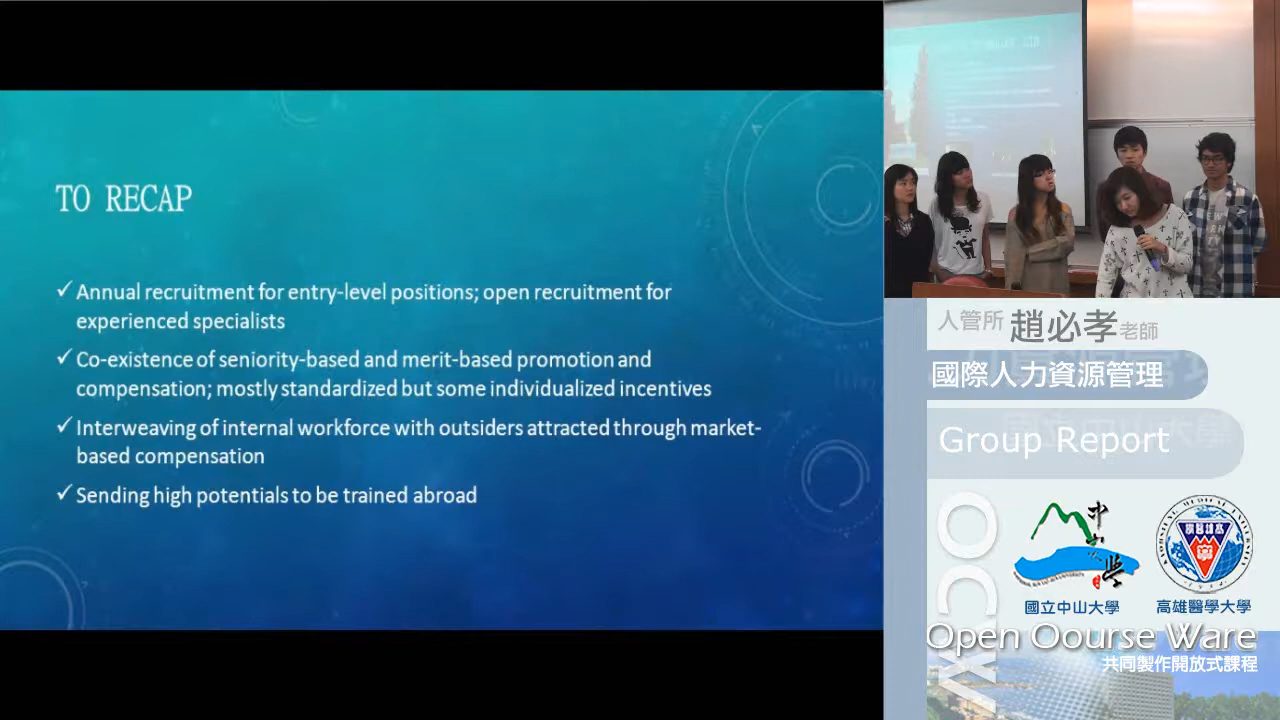 TO RECAP
✓ Annual recruitment for entry-level positions; open recruitment for
experienced specialists
✓ Co-existence of seniority-based and merit-based promotion and
compensation; mostly standardized but some individualized incentives
✓ Interweaving of internal workforce with outsiders attracted through market-
based compensation
✓ Sending high potentials to be trained abroad
人管所 趙必孝老師
國際人力資源管理
Group Report
國立中山大學
高雄醫學大學
OCW
Open Oourse Ware
共同製作開放式課程